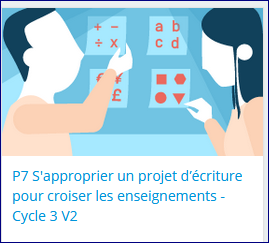 + −
÷ x
a b
c d
€ ¥
£
P7 S'approprier un projet d'écriture
pour croiser les enseignements -
Cycle 3 V2